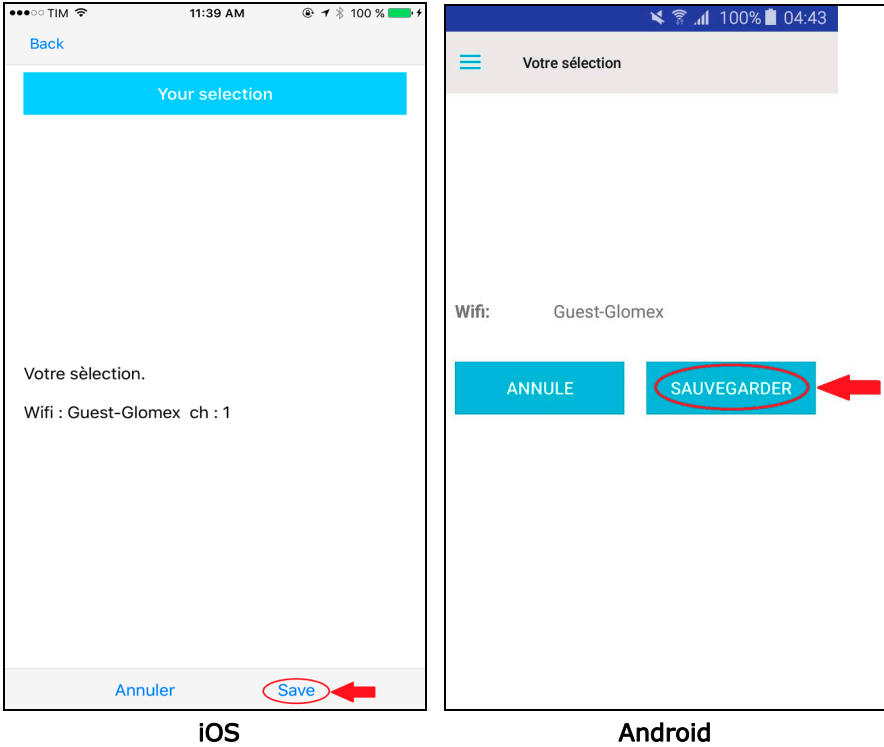 TIM 11:39 AM 100 %
Back
Your selection
Votre sèlection.
Wifi : Guest-Glomex ch : 1
Annuler Save
iOS
100% 04:43
Votre sélection
Wifi: Guest-Glomex
ANNULE SAUVEGARDER
Android